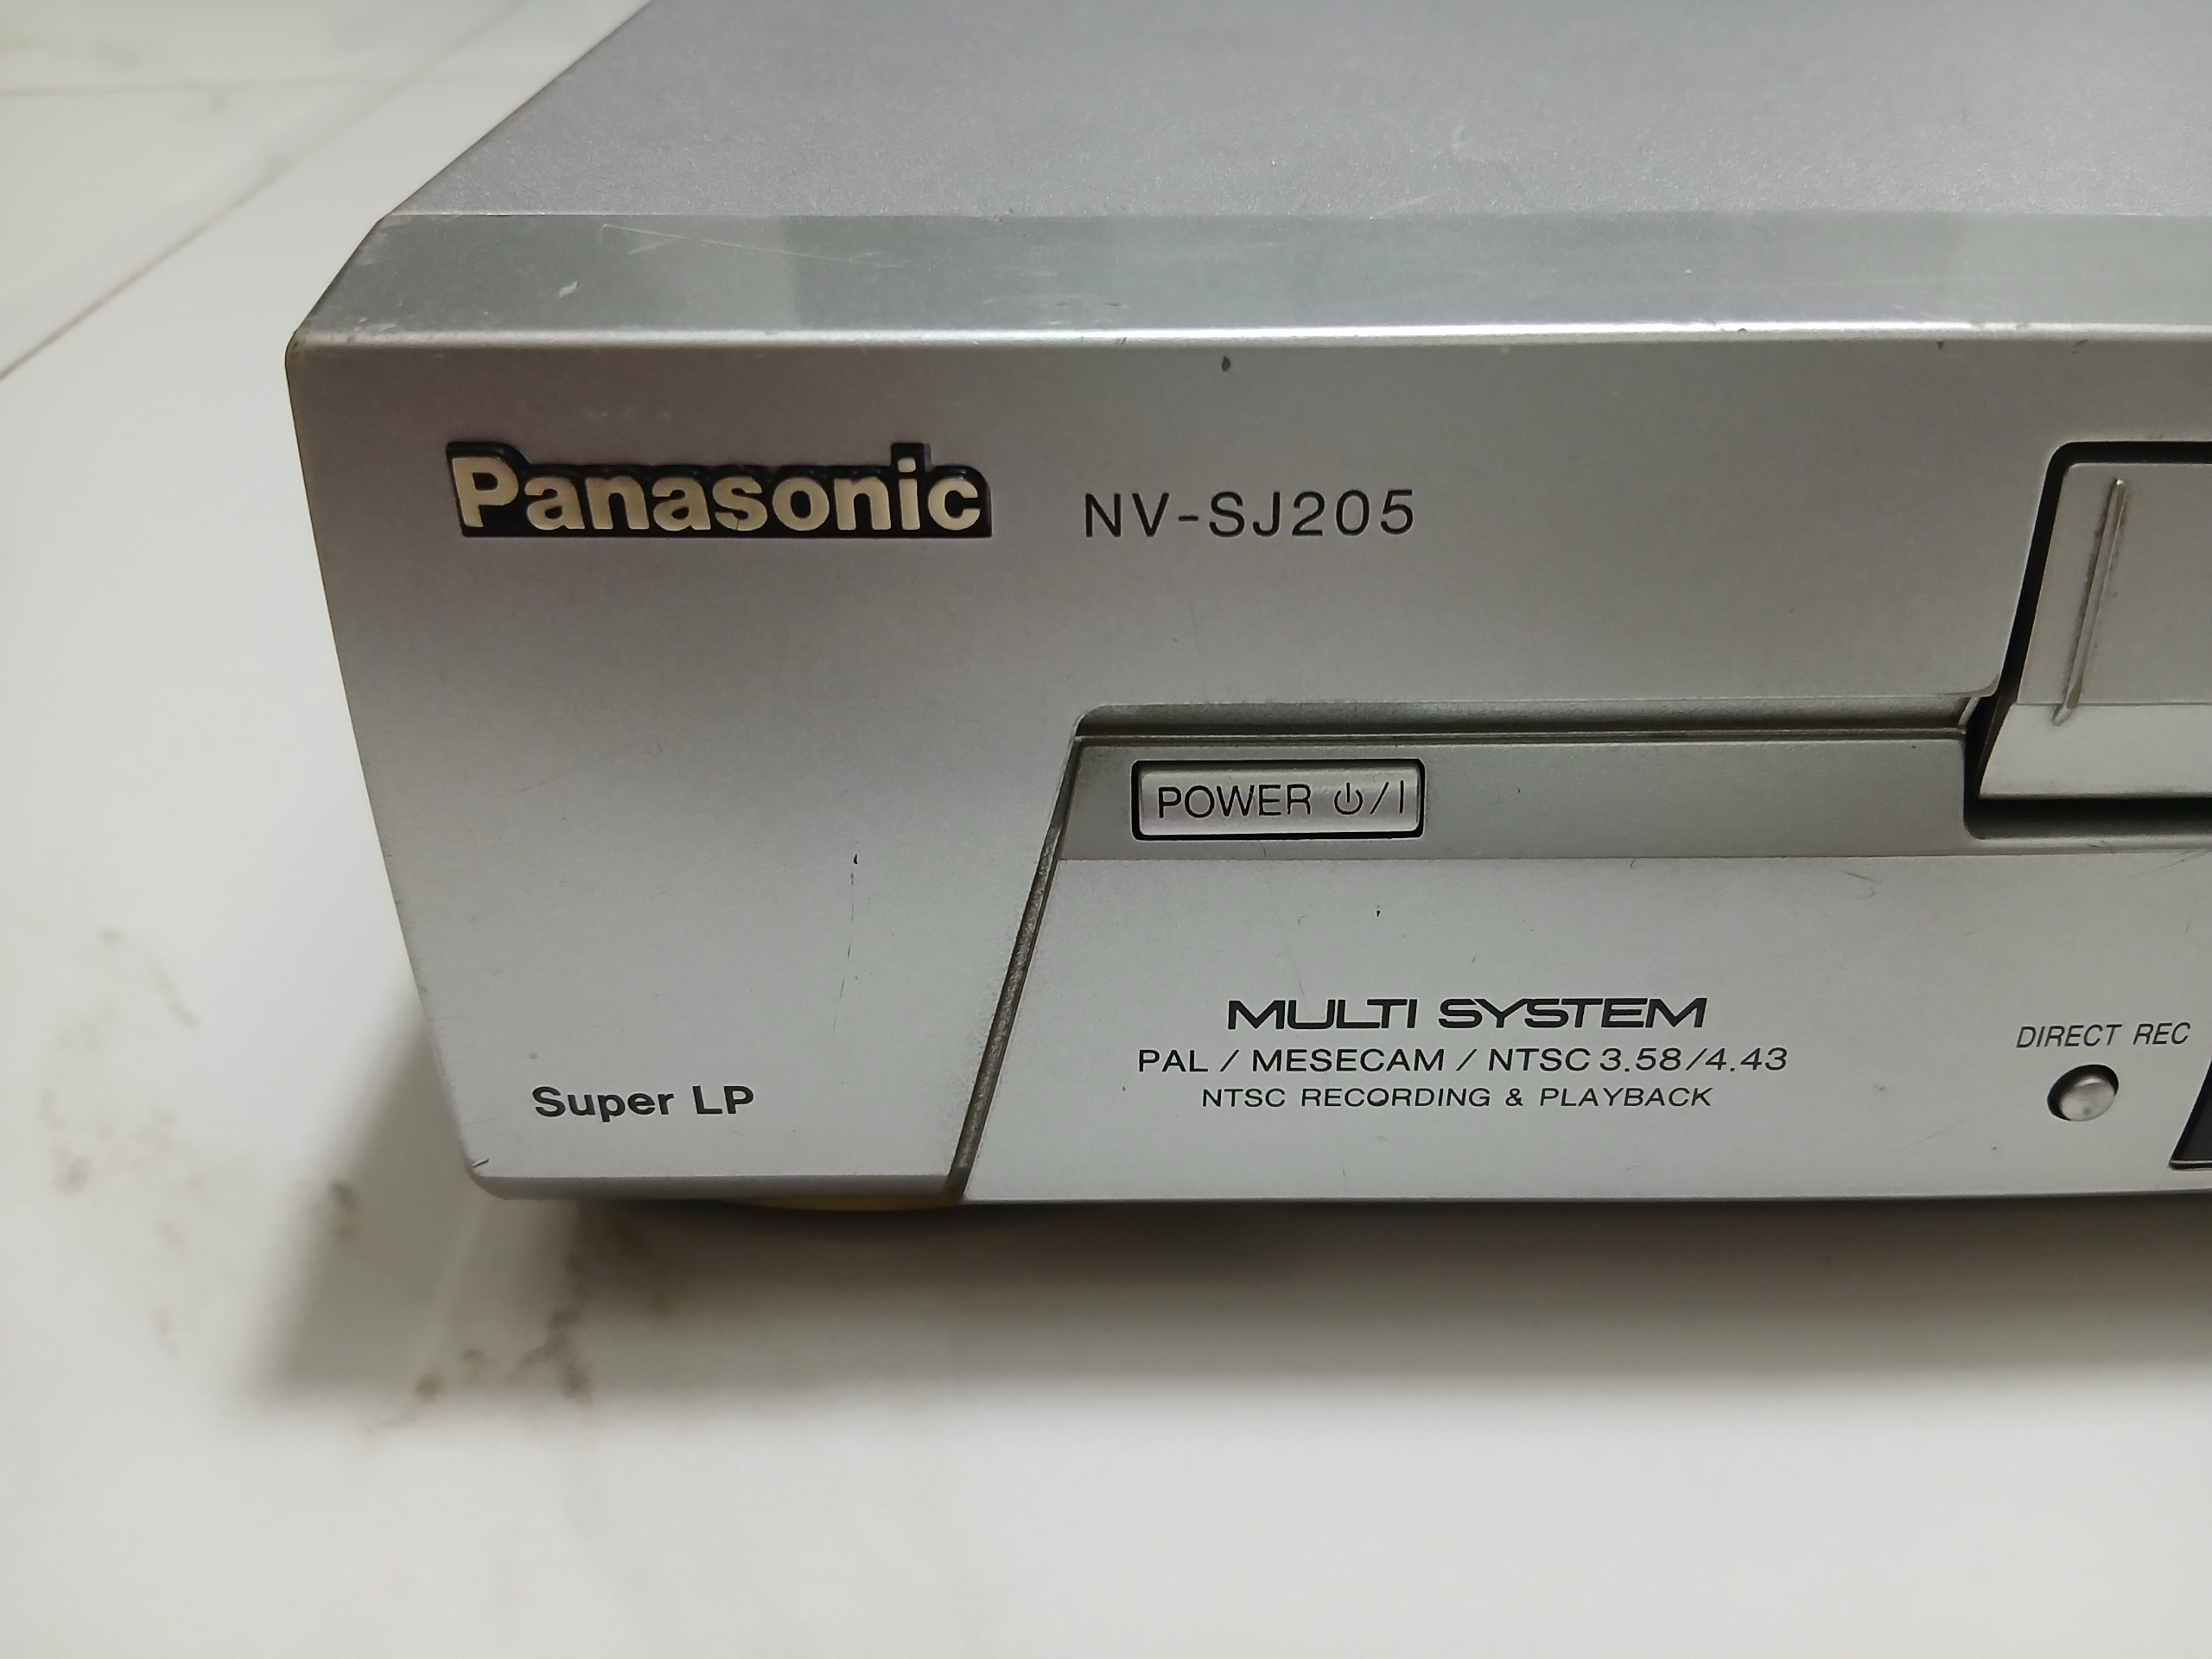 Panasonic NV-SJ205
POWER ⏻/I
MULTI SYSTEM
PAL / MESECAM / NTSC 3.58/4.43
NTSC RECORDING & PLAYBACK
DIRECT REC
Super LP